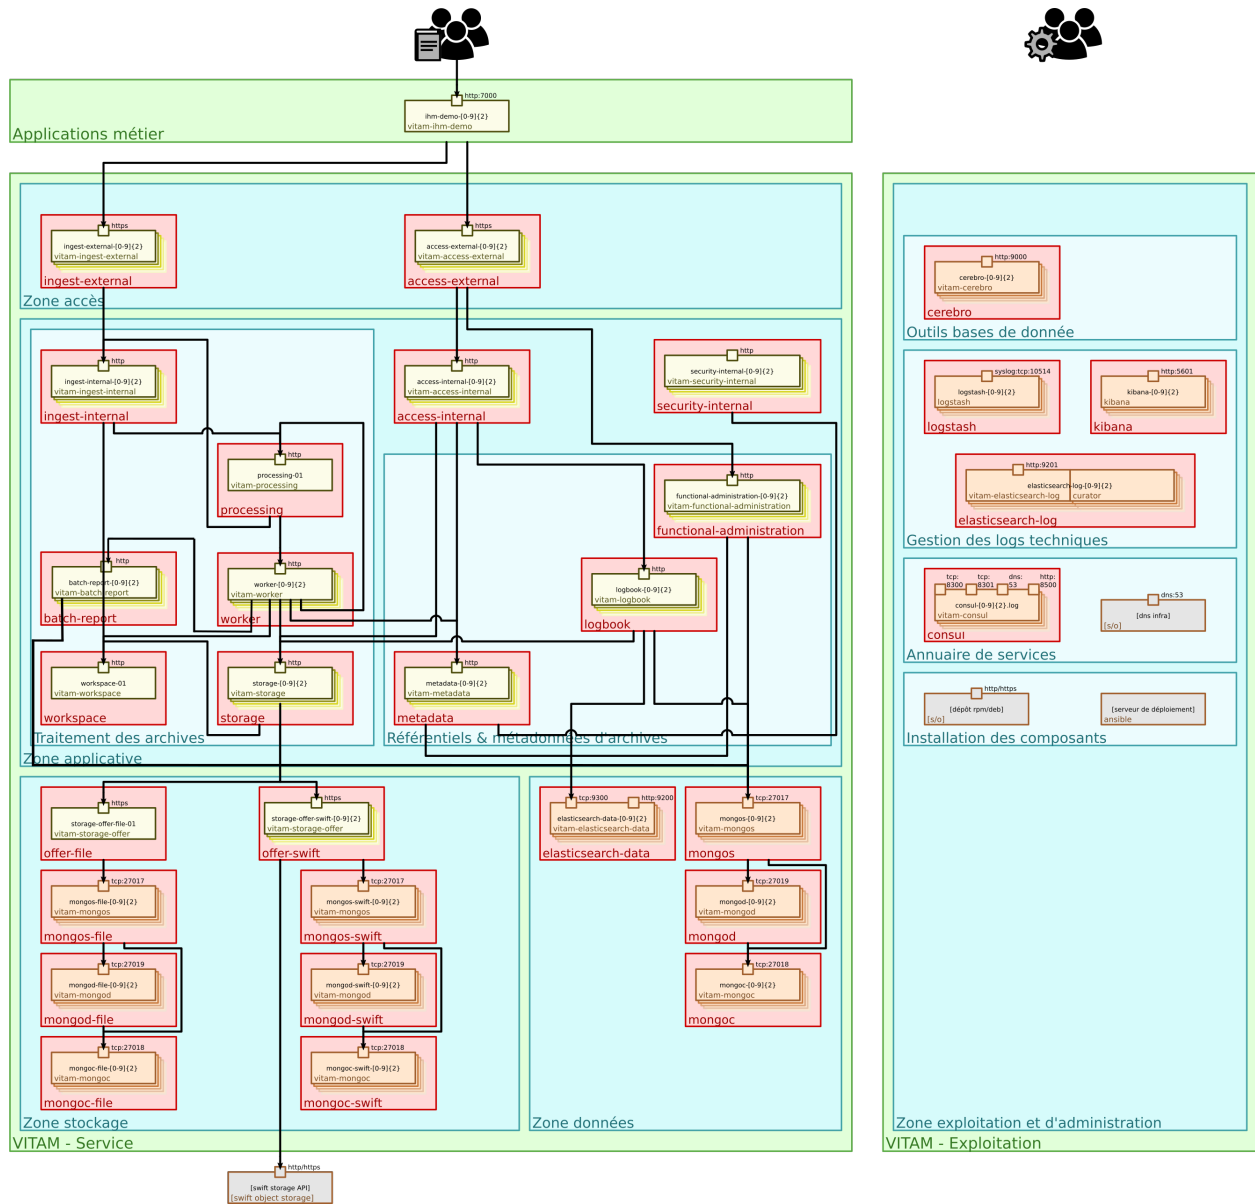 http:7000
ihm-demo-[0-9]{2}
vitam-ihm-demo
Applications métier
https
ingest-external-[0-9]{2}
vitam-ingest-external
ingest-external
https
access-external-[0-9]{2}
vitam-access-external
access-external
Zone accès
http
ingest-internal-[0-9]{2}
vitam-ingest-internal
ingest-internal
http
access-internal-[0-9]{2}
vitam-access-internal
access-internal
http
security-internal-[0-9]{2}
vitam-security-internal
security-internal
http
processing-01
vitam-processing
processing
http
functional-administration-[0-9]{2}
vitam-functional-administration
functional-administration
http
batch-report-[0-9]{2}
vitam-batch-report
batch-report
http
worker-[0-9]{2}
vitam-worker
worker
http
logbook-[0-9]{2}
vitam-logbook
logbook
http
workspace-01
vitam-workspace
workspace
http
storage-[0-9]{2}
vitam-storage
storage
http
metadata-[0-9]{2}
vitam-metadata
metadata
Traitement des archives
Référentiels & métadonnées d'archives
Zone applicative
https
storage-offer-file-01
vitam-storage-offer
offer-file
https
storage-offer-swift-[0-9]{2}
vitam-storage-offer
offer-swift
tcp:9300
http:9200
elasticsearch-data-[0-9]{2}
vitam-elasticsearch-data
elasticsearch-data
tcp:27017
mongos-[0-9]{2}
vitam-mongos
mongos
tcp:27017
mongos-file-[0-9]{2}
vitam-mongos
mongos-file
tcp:27017
mongos-swift-[0-9]{2}
vitam-mongos
mongos-swift
tcp:27019
mongod-[0-9]{2}
vitam-mongod
mongod
tcp:27019
mongod-file-[0-9]{2}
vitam-mongod
mongod-file
tcp:27019
mongod-swift-[0-9]{2}
vitam-mongod
mongod-swift
tcp:27018
mongoc-[0-9]{2}
vitam-mongoc
mongoc
tcp:27018
mongoc-file-[0-9]{2}
vitam-mongoc
mongoc-file
tcp:27018
mongoc-swift-[0-9]{2}
vitam-mongoc
mongoc-swift
Zone stockage
Zone données
VITAM - Service
http/https
[swift storage API]
[swift object storage]
http:9000
cerebro-[0-9]{2}
vitam-cerebro
cerebro
Outils bases de donnée
syslog:tcp:10514
logstash-[0-9]{2}
logstash
logstash
http:5601
kibana-[0-9]{2}
kibana
kibana
http:9201
elasticsearch-log-[0-9]{2}
vitam-elasticsearch-log
curator
elasticsearch-log
Gestion des logs techniques
tcp:
8300
tcp:
8301
dns:
53
http:
8500
consul-[0-9]{2}.log
vitam-consul
consul
dns:53
[dns infra]
[s/o]
Annuaire de services
http/https
[dépôt rpm/deb]
[s/o]
[serveur de déploiement]
ansible
Installation des composants
Zone exploitation et d'administration
VITAM - Exploitation